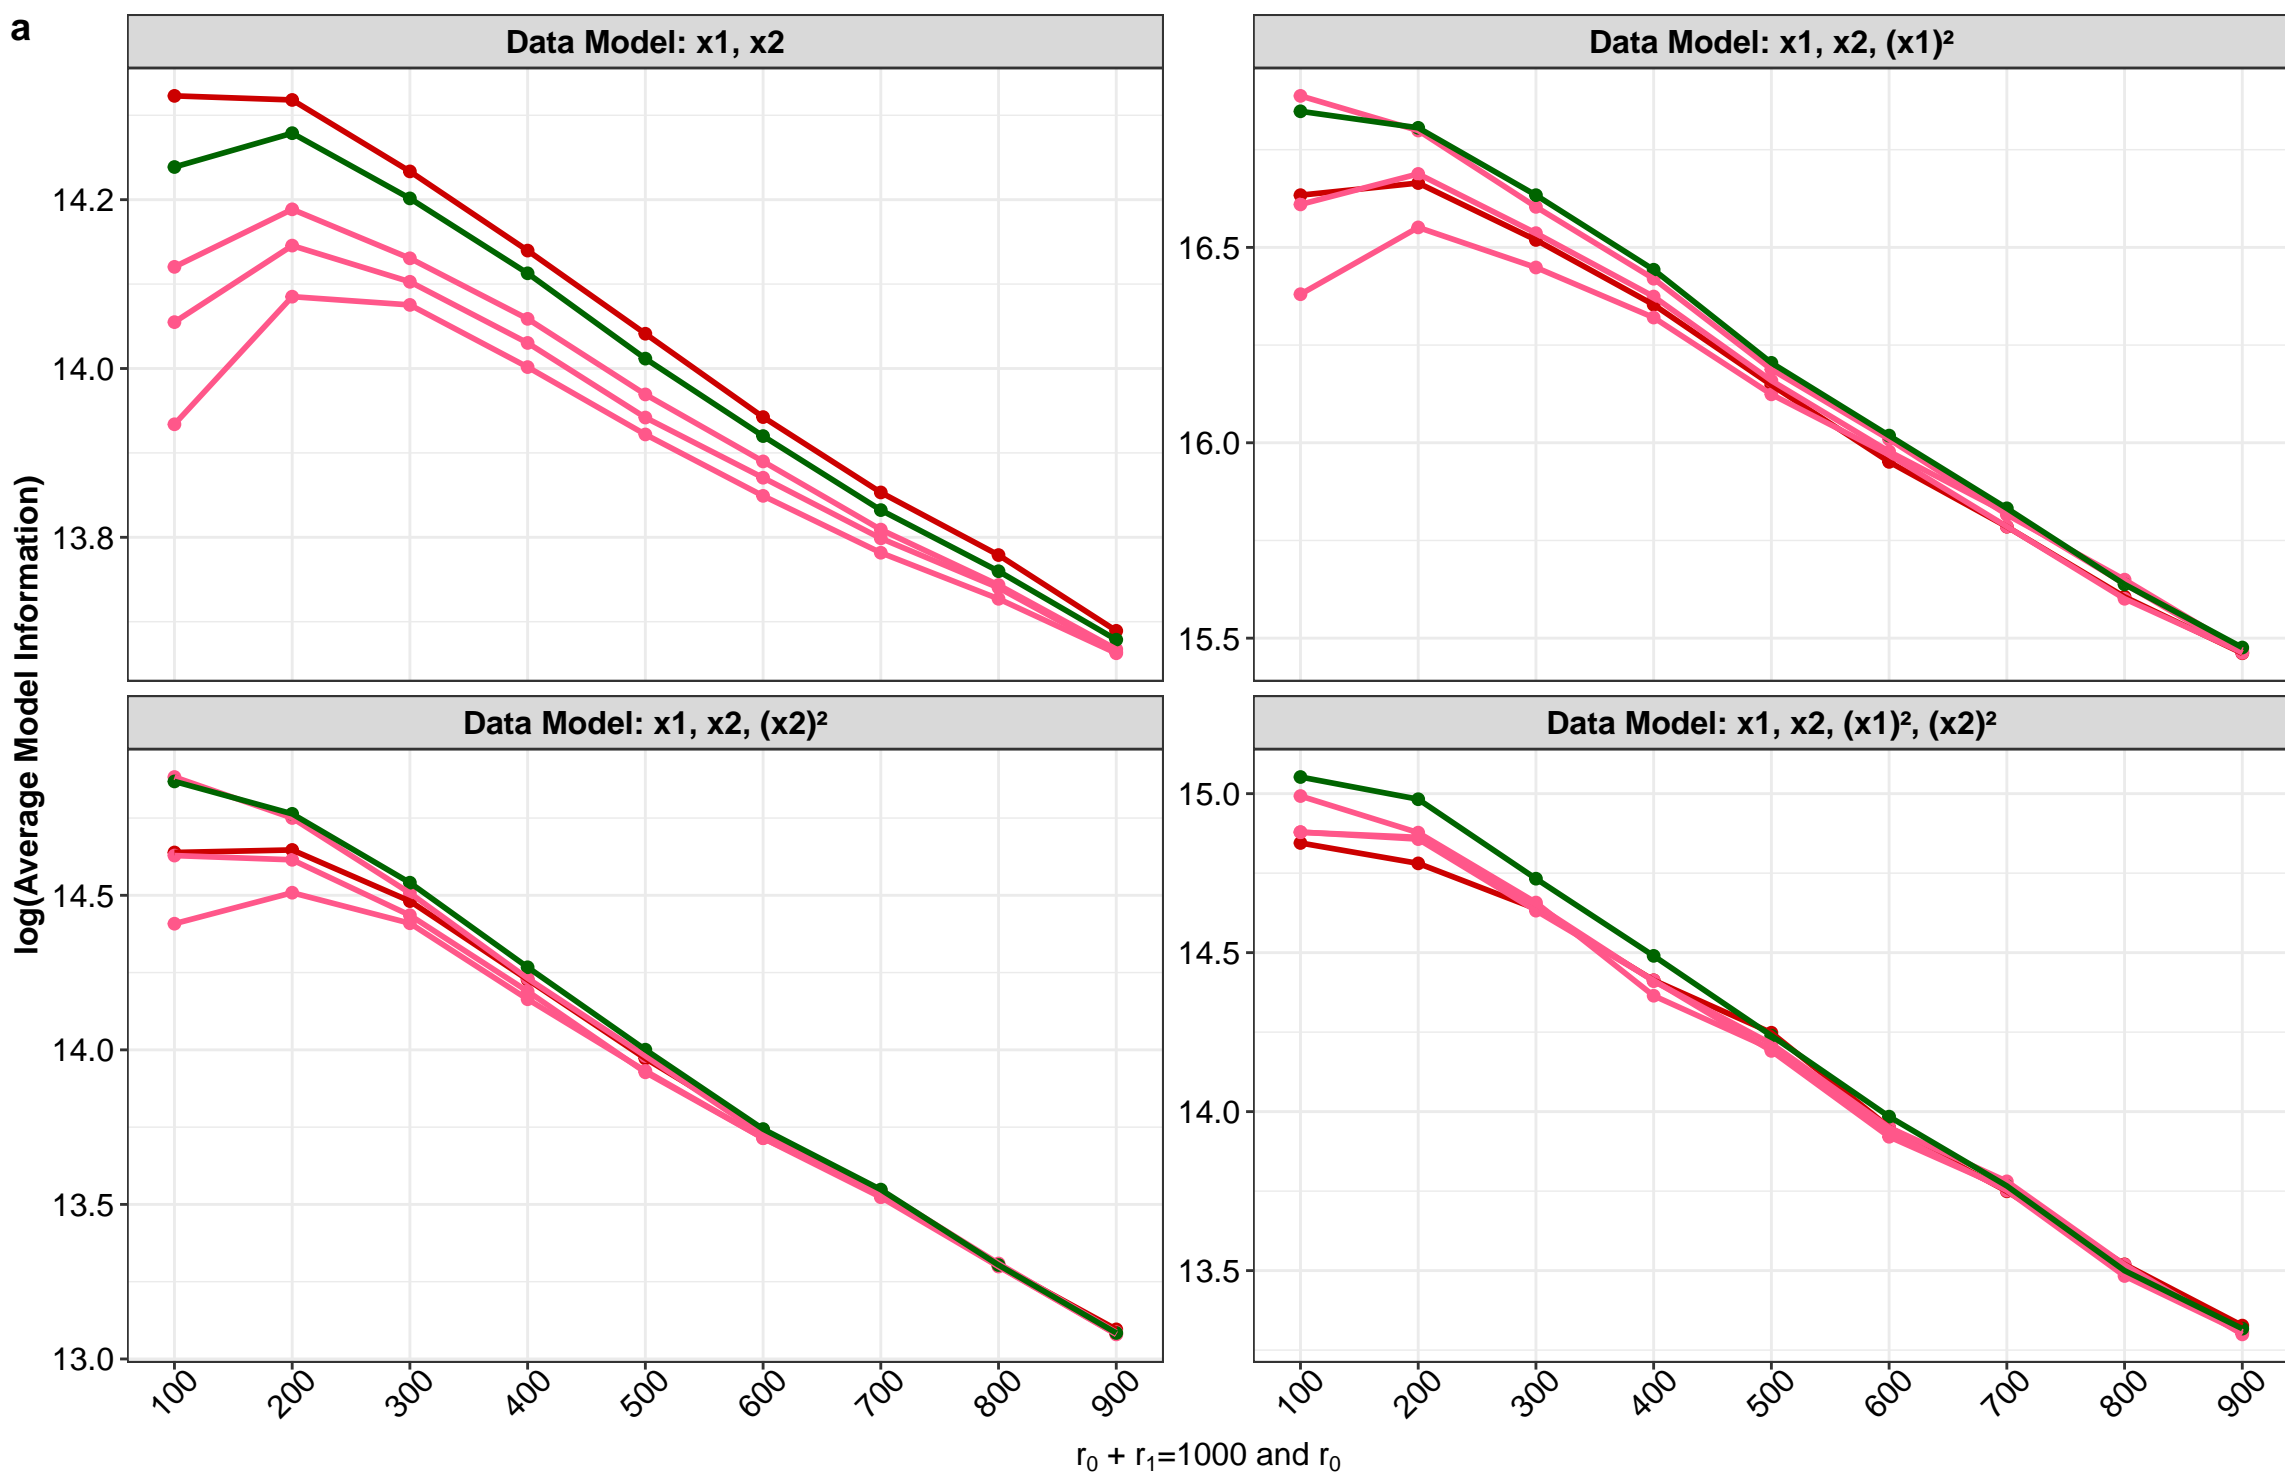 a
Data Model: x1, x2
Data Model: x1, x2, (x1)²
14.2
14.0
13.8
16.5
16.0
15.5
log(Average Model Information)
Data Model: x1, x2, (x2)²
Data Model: x1, x2, (x1)², (x2)²
14.5
14.0
13.5
13.0
15.0
14.5
14.0
13.5
100 200 300 400 500 600 700 800 900
100 200 300 400 500 600 700 800 900
r₀ + r₁=1000 and r₀